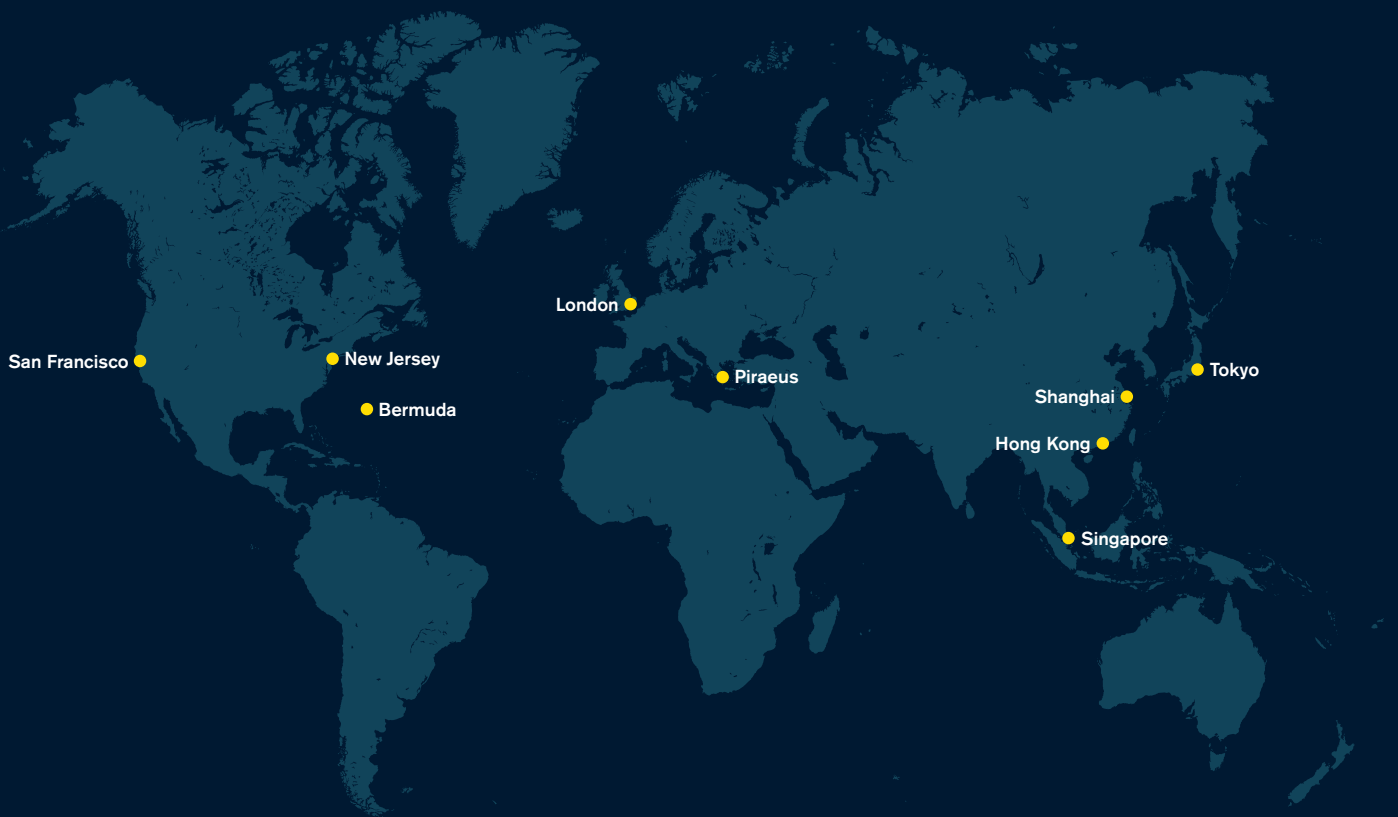 London
San Francisco
New Jersey
Tokyo
Piraeus
Shanghai
Bermuda
Hong Kong
Singapore